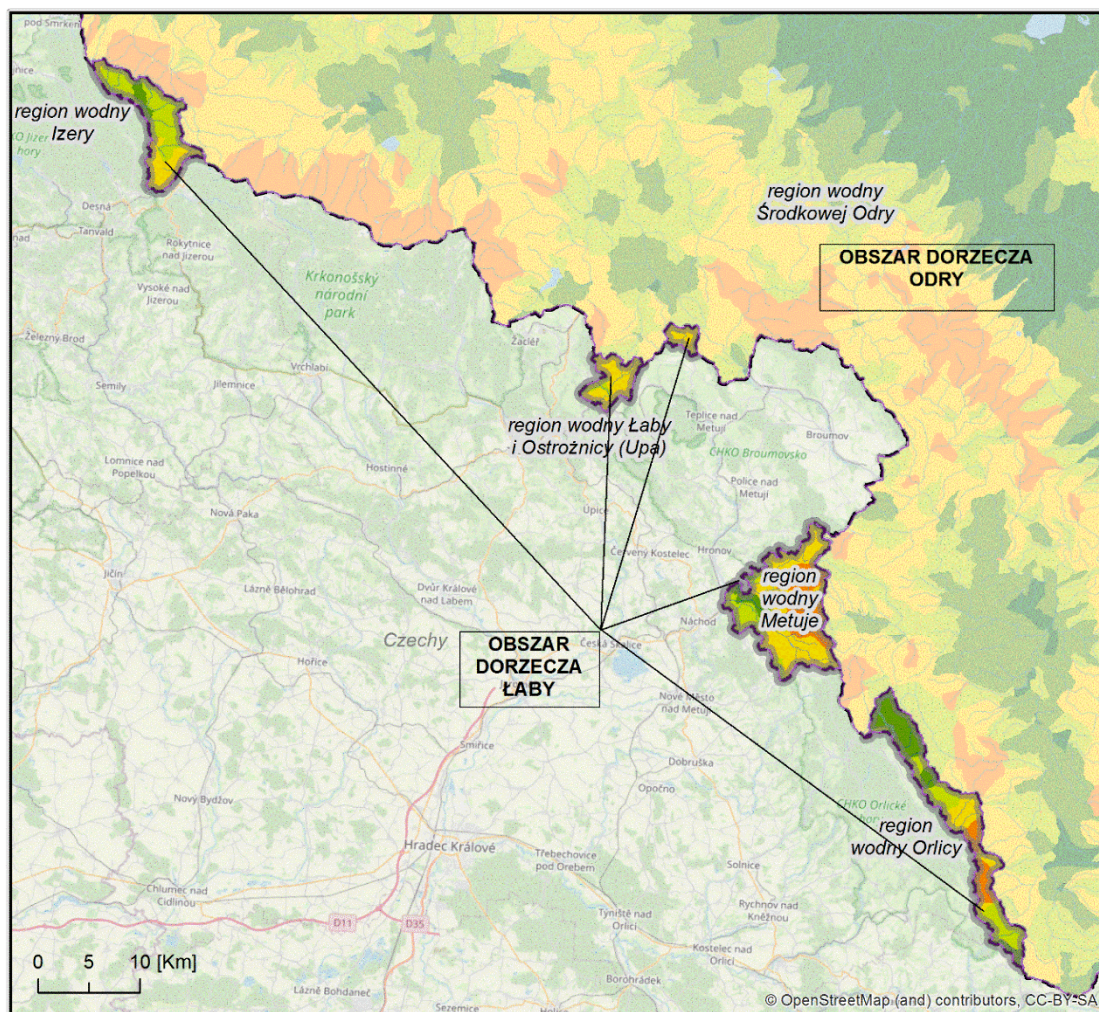 pod Smrkem
region wodny
Izery
CHKO Jizer
hory
Desná
Tanvald
Rokytnice
nad Jizerou
Vysoké nad
Jizerou
Železný Brod
Semily
Jilemnice
Vrchlabí
Krkonošský
národní
park
Žacléř
region wodny
Środkowej Odry
OBSZAR DORZECZA
ODRY
region wodny Łaby
i Ostrożnicy (Upa)
Teplice nad
Metují
Broumov
CHKO Broumovsko
Police nad
Metují
Lomnice nad
Popelkou
Hostinné
Nová Paka
Úpice
Červený Kostelec
Hronov
Jičín
Lázně Bělohrad
Dvůr Králové
nad Labem
region
wodny
Metuje
Náchod
Czechy
Hořice
OBSZAR
DORZECZA
ŁABY
Česká Skalice
Nové Město
nad Metují
Smiřice
Dobruška
Opočno
Nový Bydžov
CHKO Orlické
region
wodny Orlicy
Hradec Králové
Třebechovice
pod Orebem
Solnice
Chlumec nad
Cidlinou
Rychnov nad
Kněžnou
D11
D35
Týniště nad
Orlicí
Kostelec nad
Orlicí
0 5 10 [Km]
Lázně Bohdaneč
Sezemice
Borohrádek
© OpenStreetMap (and) contributors, CC-BY-SA